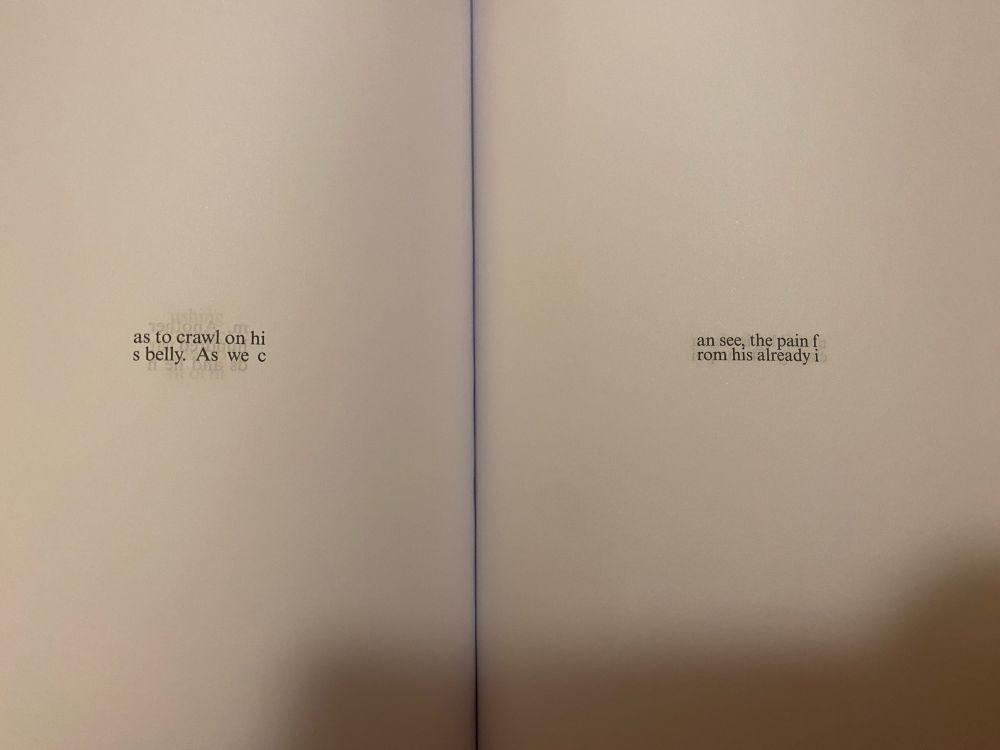 as to crawl on hi
s belly. As we c
an see, the pain f
rom his already i